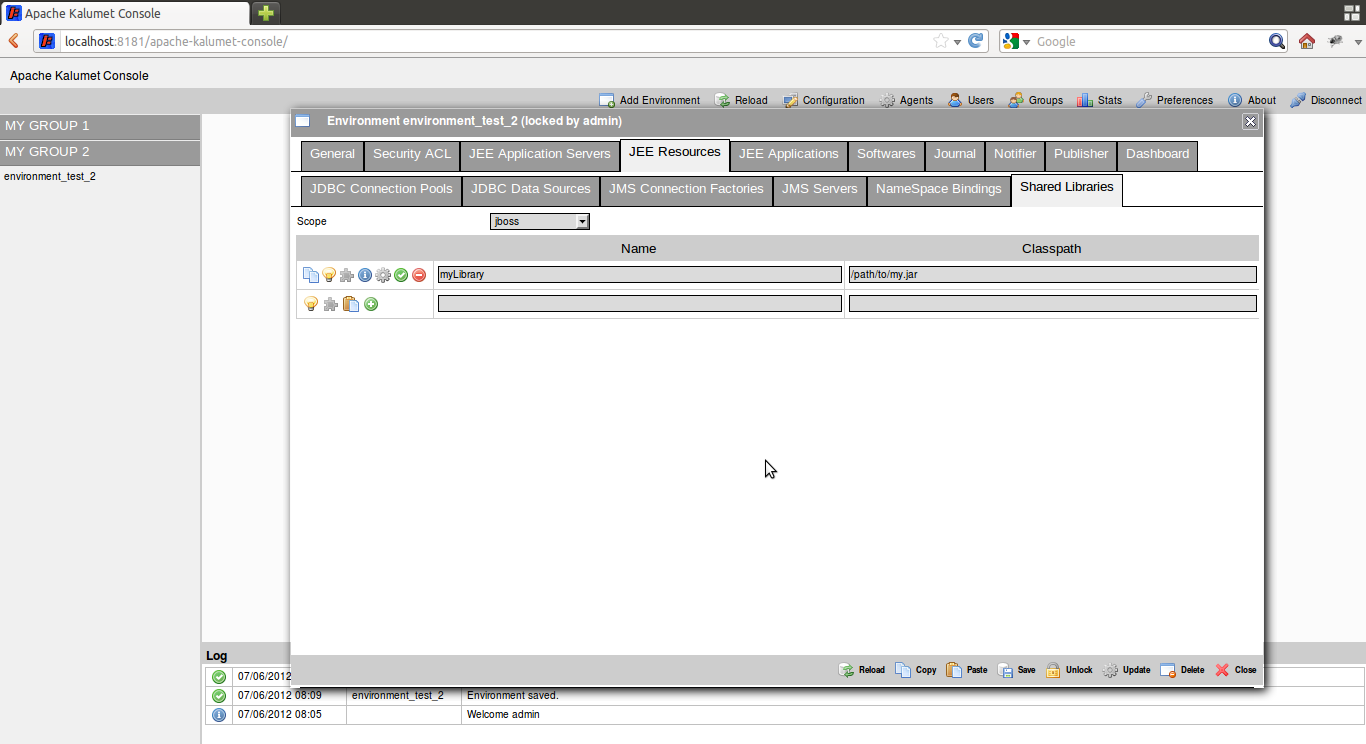 Apache Kalumet Console
localhost:8181/apache-kalumet-console/
Google
Apache Kalumet Console
Add Environment Reload Configuration Agents Users Groups Stats Preferences About Disconnect
MY GROUP 1
MY GROUP 2
environment_test_2
Environment environment_test_2 (locked by admin)
General Security ACL JEE Application Servers JEE Resources JEE Applications Softwares Journal Notifier Publisher Dashboard
JDBC Connection Pools JDBC Data Sources JMS Connection Factories JMS Servers NameSpace Bindings Shared Libraries
Scope jboss
Name Classpath
myLibrary /path/to/my.jar
Reload Copy Paste Save Unlock Update Delete Close
Log
07/06/2012
07/06/2012 08:09 environment_test_2 Environment saved.
07/06/2012 08:05 Welcome admin